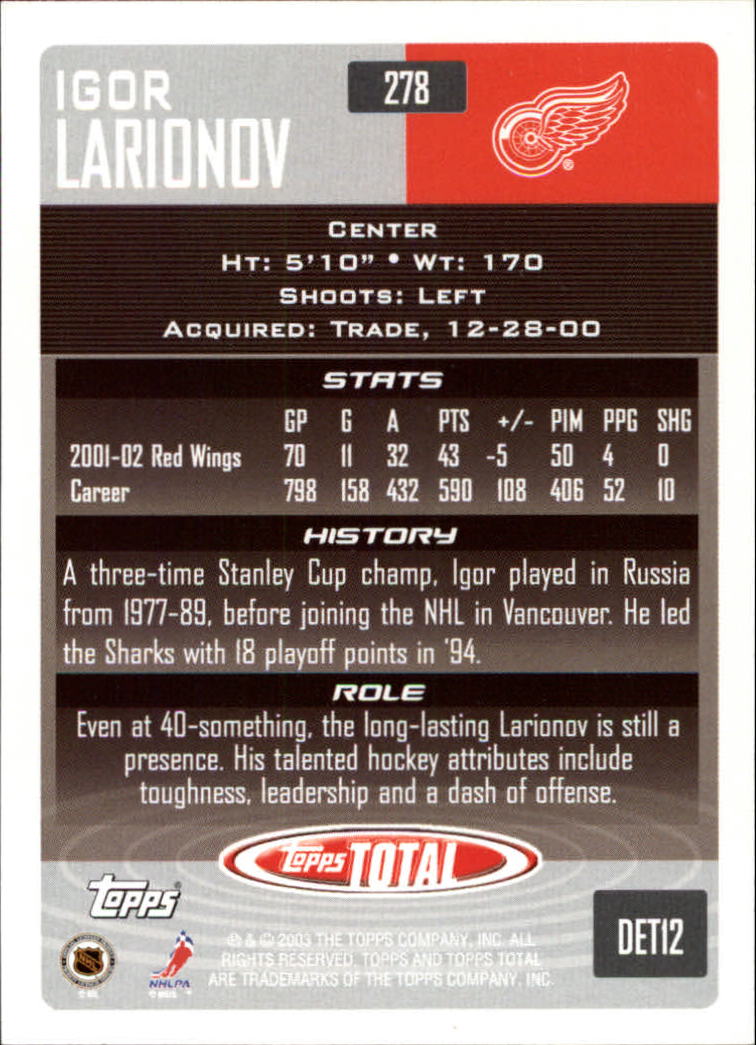 IGOR
LARIONOV
278
CENTER
HT: 5'10" • WT: 170
SHOOTS: LEFT
ACQUIRED: TRADE, 12-28-00
STATS
GP G A PTS +/- PIM PPG SHG
2001-02 Red Wings 70 11 32 43 -5 50 4 0
Career 798 158 432 590 108 406 52 10
HISTORY
A three-time Stanley Cup champ, Igor played in Russia
from 1977-89, before joining the NHL in Vancouver. He led
the Sharks with 18 playoff points in '94.
ROLE
Even at 40-something, the long-lasting Larionov is still a
presence. His talented hockey attributes include
toughness, leadership and a dash of offense.
Topps TOTAL
Topps
DET12
® & © 2003 THE TOPPS COMPANY, INC. ALL
RIGHTS RESERVED. TOPPS AND TOPPS TOTAL
ARE TRADEMARKS OF THE TOPPS COMPANY, INC.
NHL
NHLPA